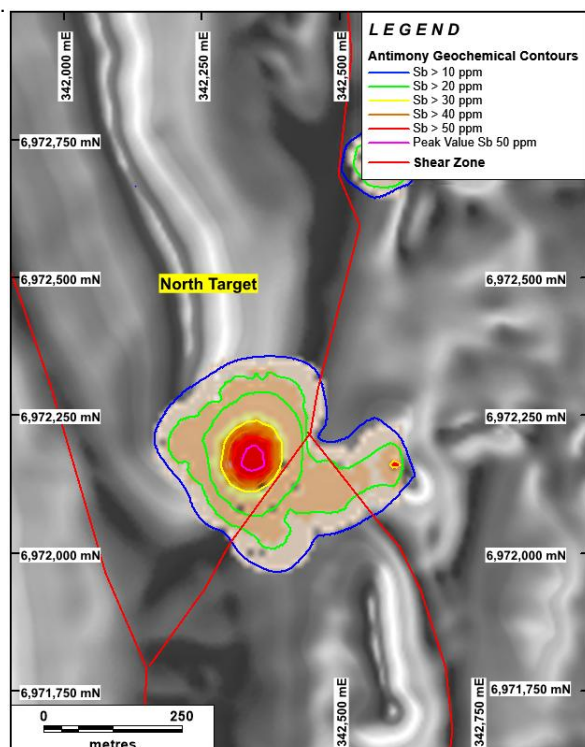 .
LEGEND
Antimony Geochemical Contours
Sb > 10 ppm
Sb > 20 ppm
Sb > 30 ppm
Sb > 40 ppm
Sb > 50 ppm
Peak Value Sb 50 ppm
Shear Zone
342,000 mE
342,250 mE
342,500 mE
6,972,750 mN
6,972,500 mN
6,972,500 mN
North Target
6,972,250 mN
6,972,250 mN
6,972,000 mN
6,972,000 mN
6,971,750 mN
6,971,750 mN
342,500 mE
342,750 mE
0 250
metres